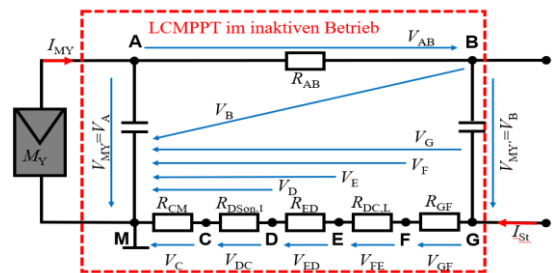 LCMPPT im inaktiven Betrieb
I_MY A V_AB B
R_AB
V_B
V_MY=V_A
M_Y
V_G
V_F
V_E
V_D
V_MY'=V_B
R_CM R_DSon,1 R_ED R_DC,L R_GF
M C D E F G
I_St
V_C V_DC V_ED V_FE V_GF